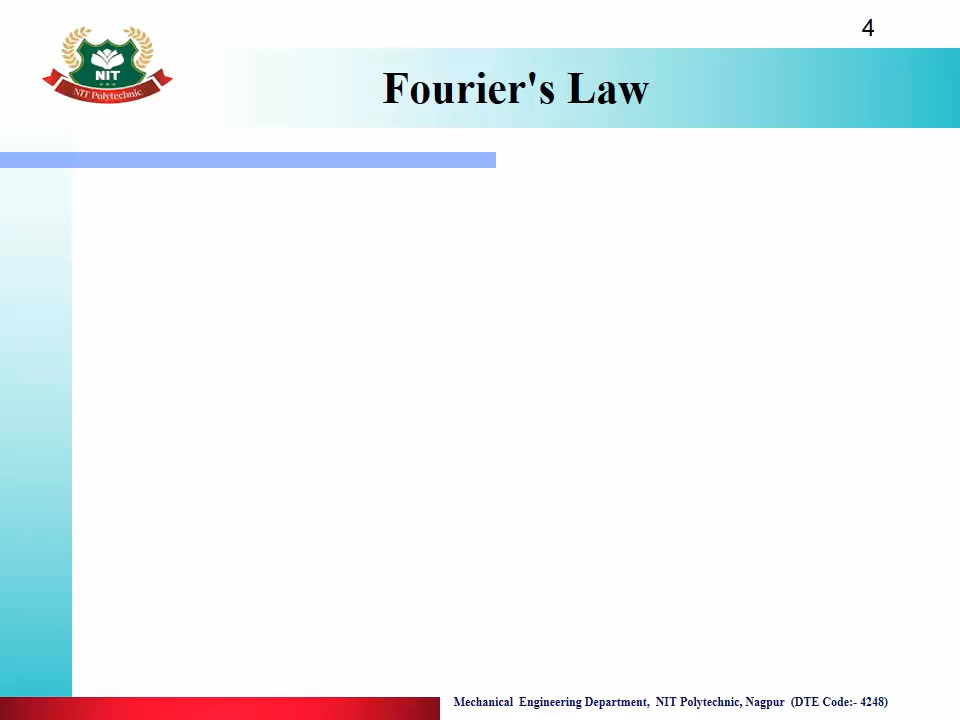 4
NIT
NIT Polytechnic
Fourier's Law
Mechanical Engineering Department, NIT Polytechnic, Nagpur (DTE Code:- 4248)